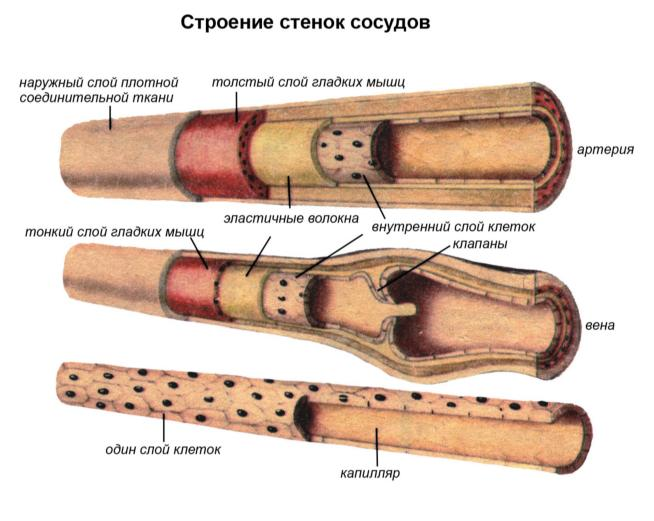 Строение стенок сосудов
наружный слой плотной
соединительной ткани
толстый слой гладких мышц
артерия
эластичные волокна
внутренний слой клеток
тонкий слой гладких мышц
клапаны
вена
один слой клеток
капилляр